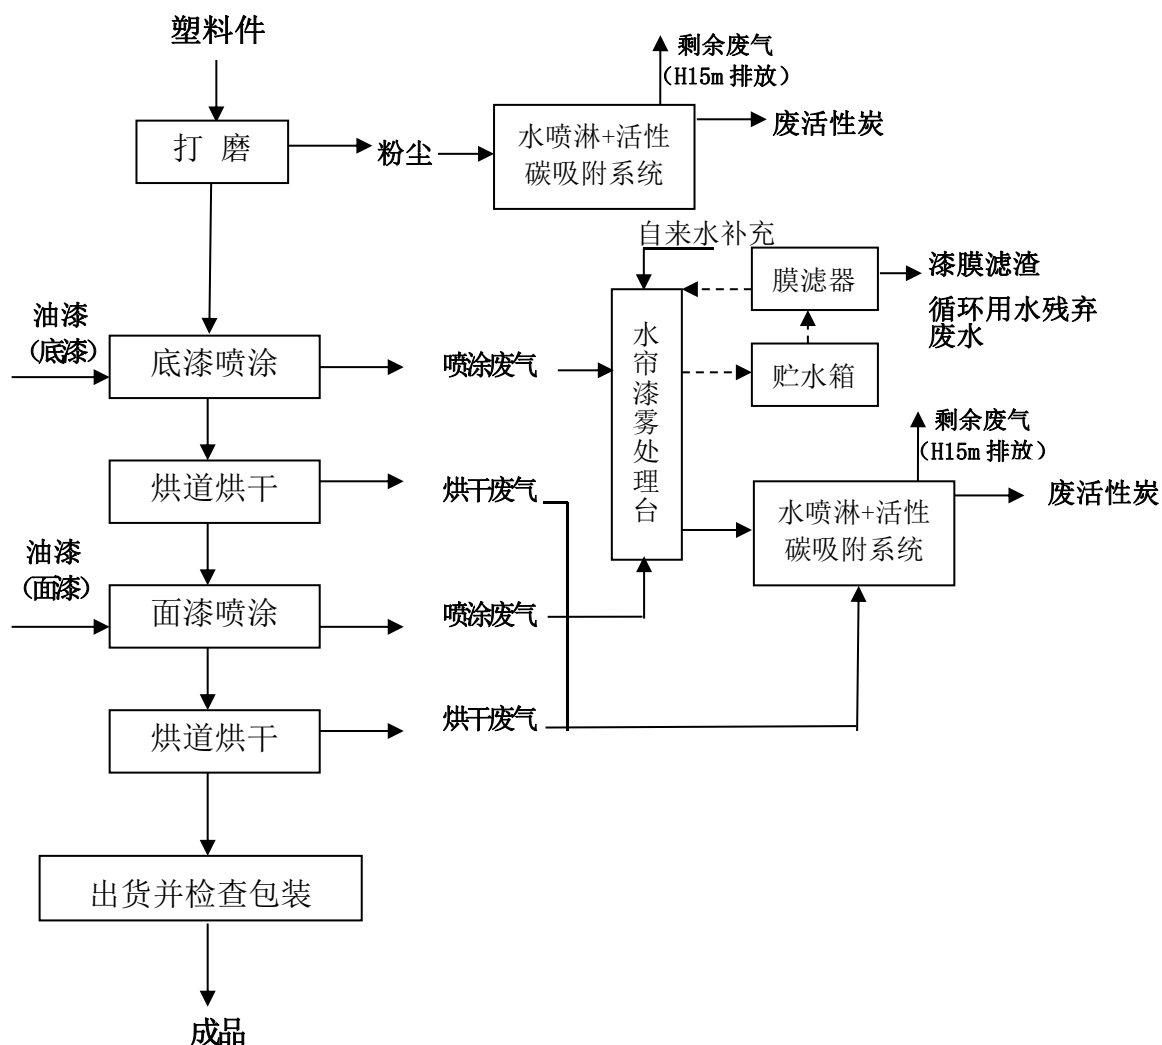 塑料件
剩余废气
（H15m 排放）
打 磨
粉尘
水喷淋+活性
碳吸附系统
废活性炭
自来水补充
膜滤器
漆膜滤渣
循环用水残弃
废水
油漆
（底漆）
底漆喷涂
喷涂废气
水帘漆雾处理台
贮水箱
剩余废气
（H15m 排放）
烘道烘干
烘干废气
水喷淋+活性
碳吸附系统
废活性炭
油漆
（面漆）
面漆喷涂
喷涂废气
烘道烘干
烘干废气
出货并检查包装
成品